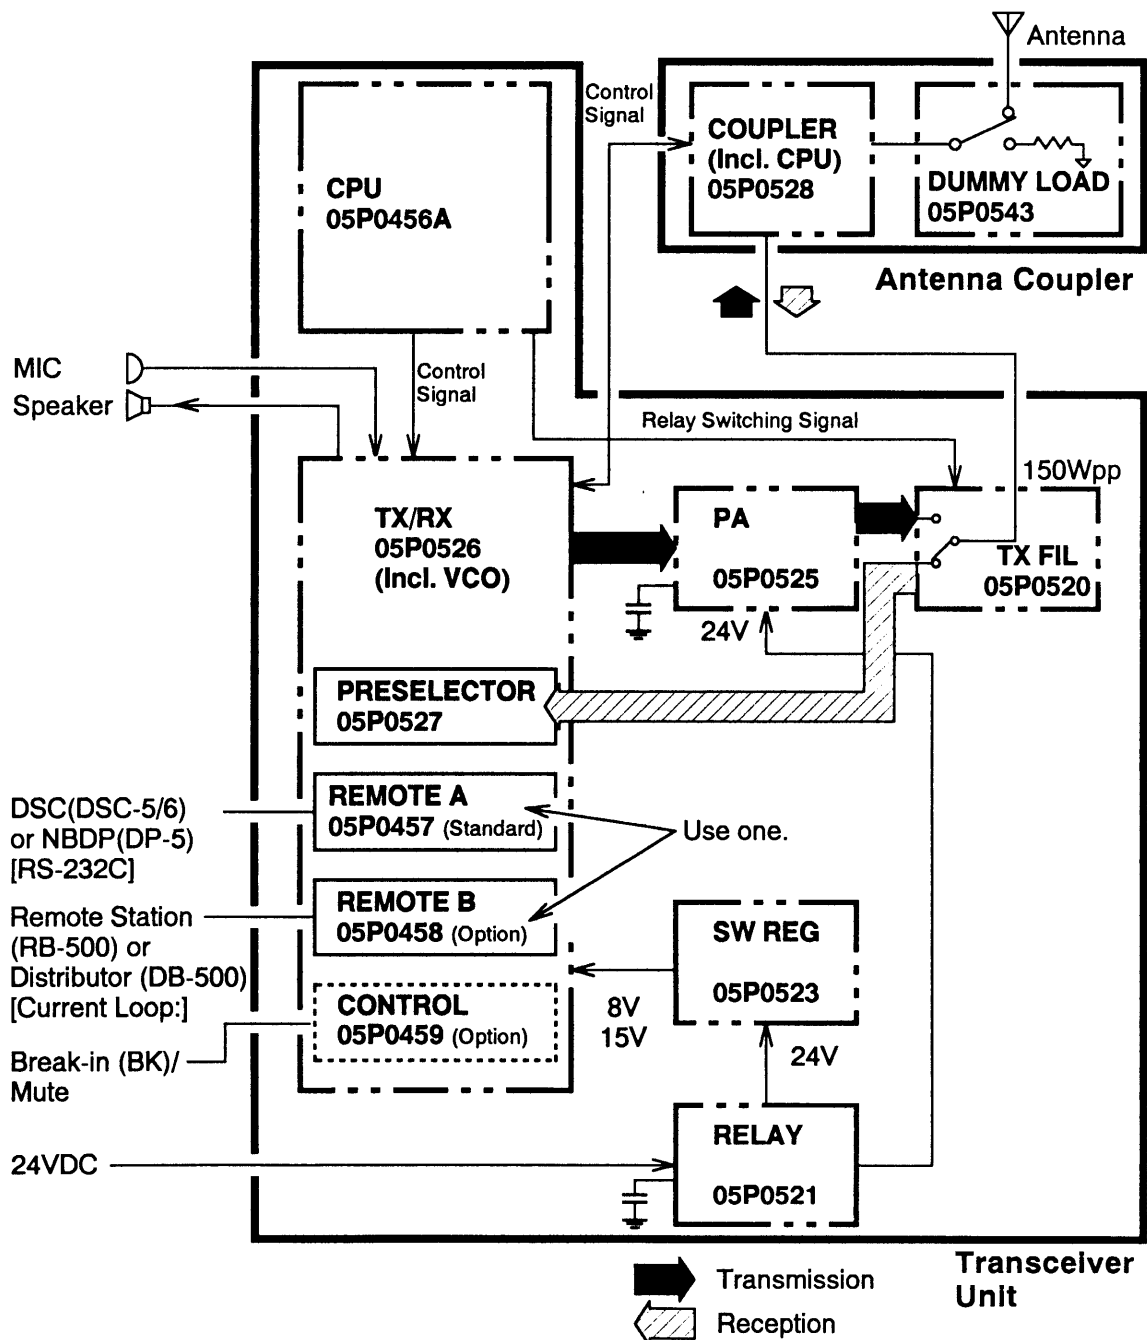 Antenna
Control
Signal
COUPLER
(Incl. CPU)
05P0528
DUMMY LOAD
05P0543
Antenna Coupler
CPU
05P0456A
MIC
Speaker
Control
Signal
Relay Switching Signal
150Wpp
TX/RX
05P0526
(Incl. VCO)
PA
05P0525
TX FIL
05P0520
24V
PRESELECTOR
05P0527
REMOTE A
05P0457 (Standard)
DSC(DSC-5/6)
or NBDP(DP-5)
[RS-232C]
Use one.
REMOTE B
05P0458 (Option)
Remote Station
(RB-500) or
Distributor (DB-500)
[Current Loop:]
SW REG
05P0523
8V
15V
CONTROL
05P0459 (Option)
Break-in (BK)/
Mute
24V
RELAY
05P0521
24VDC
Transceiver
Unit
Transmission
Reception